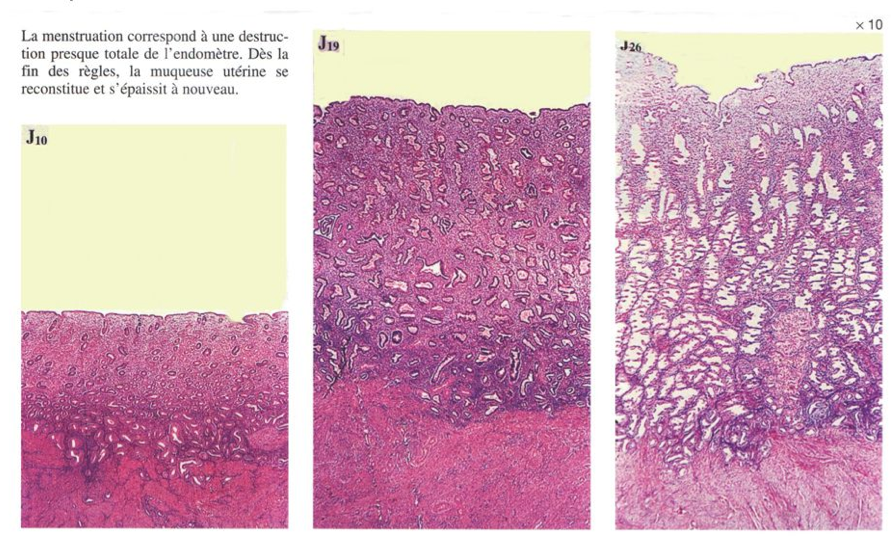 La menstruation correspond à une destruc-
tion presque totale de l'endomètre. Dès la
fin des règles, la muqueuse utérine se
reconstitue et s'épaissit à nouveau.
J10
J19
× 10
J26